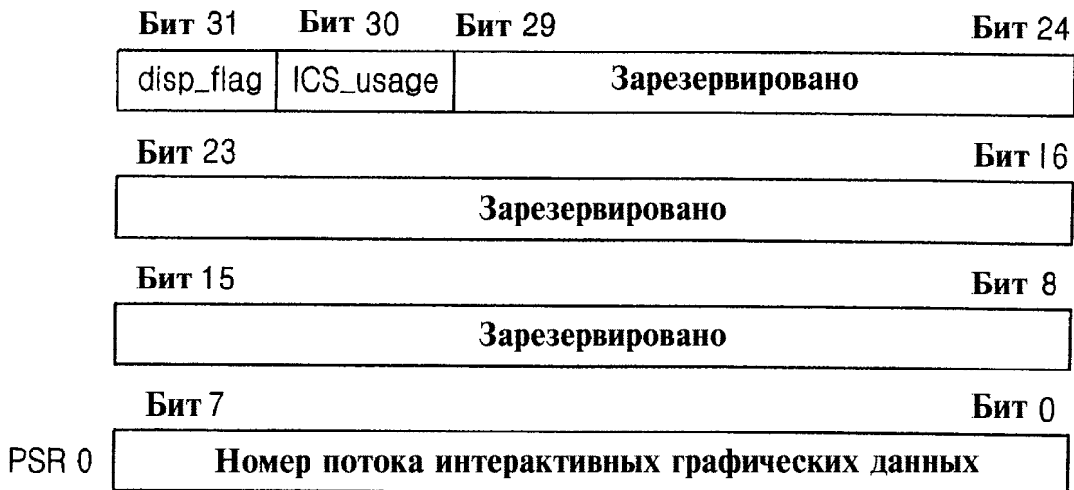 Бит 31 Бит 30 Бит 29 Бит 24
disp_flag ICS_usage Зарезервировано
Бит 23 Бит 16
Зарезервировано
Бит 15 Бит 8
Зарезервировано
Бит 7 Бит 0
PSR 0 Номер потока интерактивных графических данных